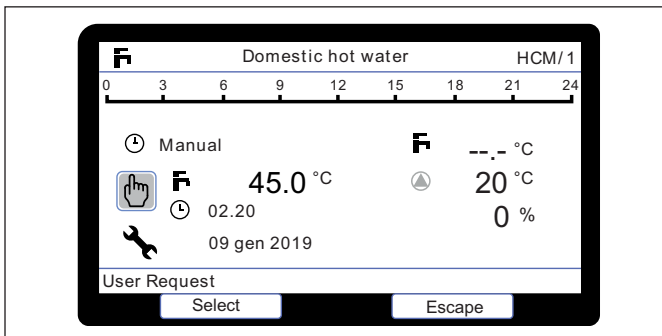 Domestic hot water HCM/1
0 3 6 9 12 15 18 21 24
Manual --.- °C
45.0 °C 20 °C
02.20 0 %
09 gen 2019
User Request
Select Escape